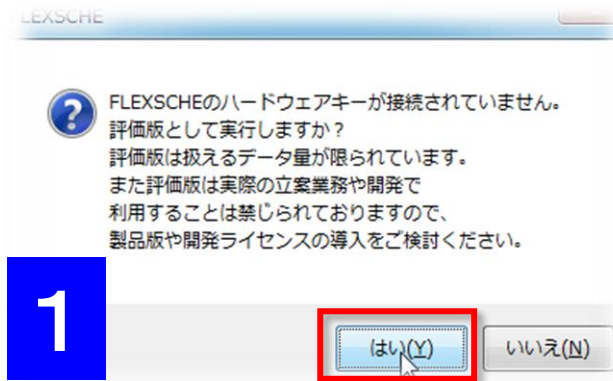 LEXSCHE
FLEXSCHEのハードウェアキーが接続されていません。
評価版として実行しますか？
評価版は扱えるデータ量が限られています。
また評価版は実際の立案業務や開発で
利用することは禁じられておりますので、
製品版や開発ライセンスの導入をご検討ください。
1
はい(Y) いいえ(N)